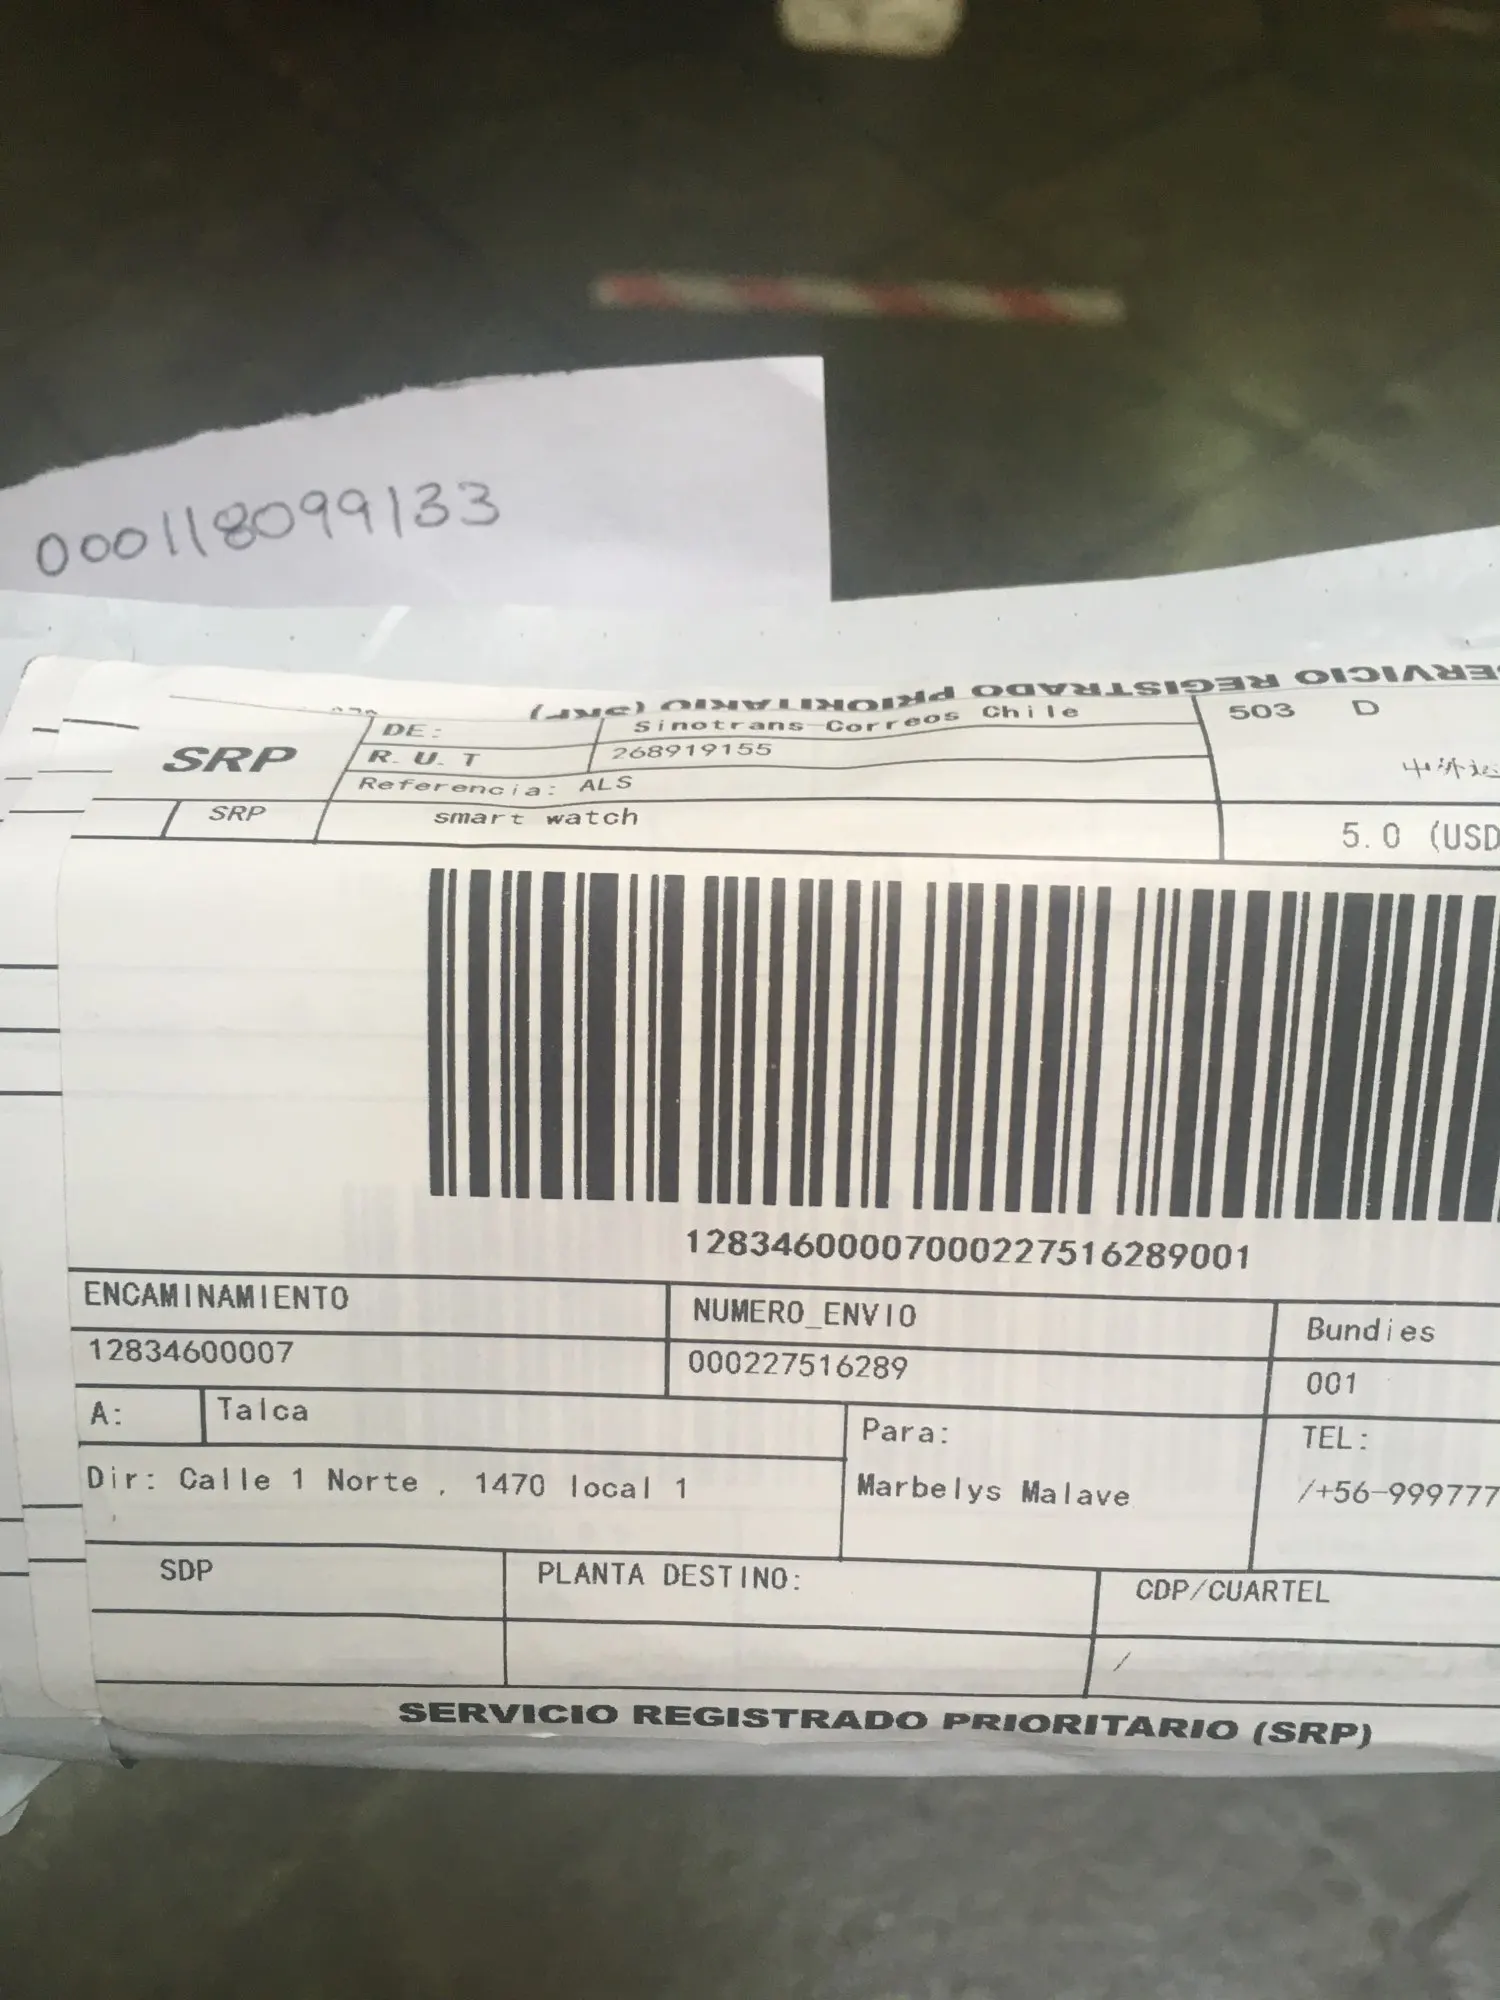 000118099133
SERVICIO REGISTRADO PRIORITARIO (SRP)
SRP
DE: Sinotrans-Correos Chile
503 D
R. U. T 268919155
Referencia: ALS
SRP smart watch
5.0 (USD
12834600007000227516289001
ENCAMINAMIENTO NUMERO_ENVIO Bundies
12834600007 000227516289 001
A: Talca Para: TEL:
Dir: Calle 1 Norte , 1470 local 1 Marbelys Malave /+56-999777
SDP PLANTA DESTINO: CDP/CUARTEL
/
SERVICIO REGISTRADO PRIORITARIO (SRP)